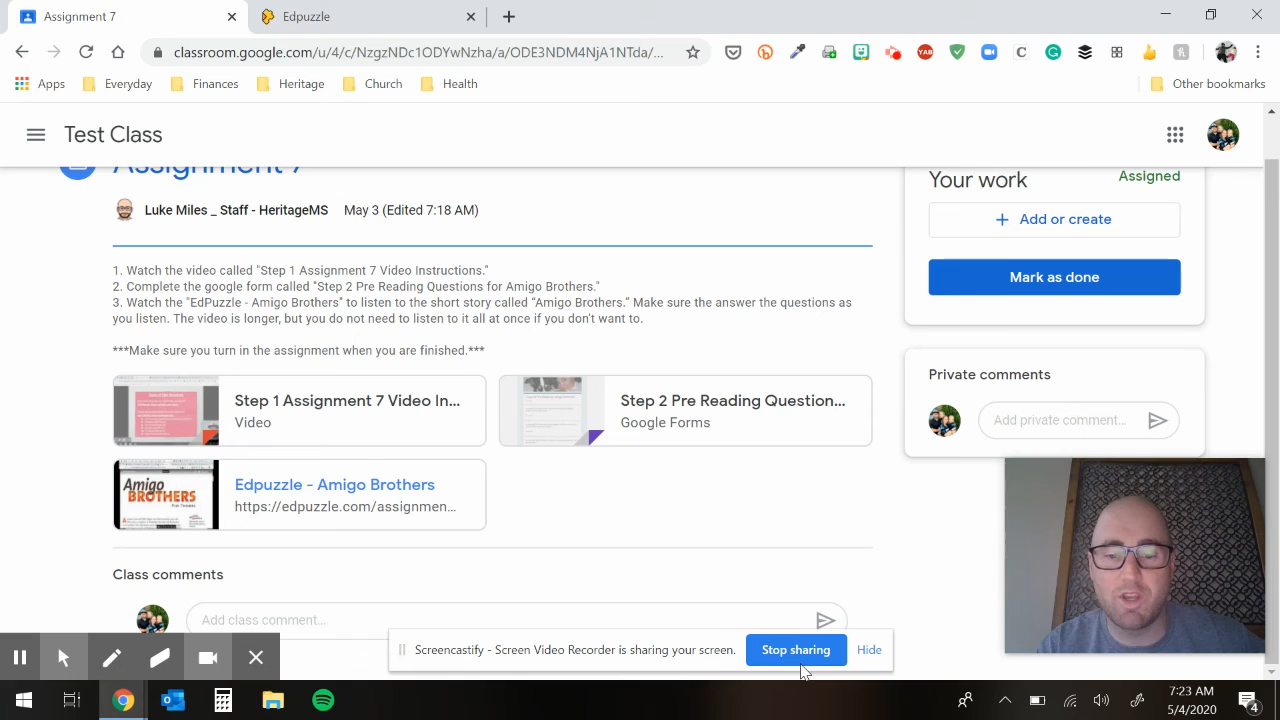 Assignment 7
Edpuzzle
classroom.google.com/u/4/c/NzgzNDc1ODYwNzha/a/ODE3NDM4NjA1NTda/...
Apps Everyday Finances Heritage Church Health Other bookmarks
Test Class
Assignment 7
Luke Miles _ Staff - HeritageMS May 3 (Edited 7:18 AM)
1. Watch the video called "Step 1 Assignment 7 Video Instructions."
2. Complete the google form called "Step 2 Pre Reading Questions for Amigo Brothers."
3. Watch the "EdPuzzle - Amigo Brothers" to listen to the short story called “Amigo Brothers.” Make sure the answer the questions as
you listen. The video is longer, but you do not need to listen to it all at once if you don't want to.
***Make sure you turn in the assignment when you are finished.***
Step 1 Assignment 7 Video In...
Video
Step 2 Pre Reading Question...
Google Forms
Amigo
BROTHERS
Edpuzzle - Amigo Brothers
https://edpuzzle.com/assignmen...
Class comments
Add class comment...
Your work Assigned
+ Add or create
Mark as done
Private comments
Add private comment...
Screencastify - Screen Video Recorder is sharing your screen. Stop sharing Hide
7:23 AM
5/4/2020
4